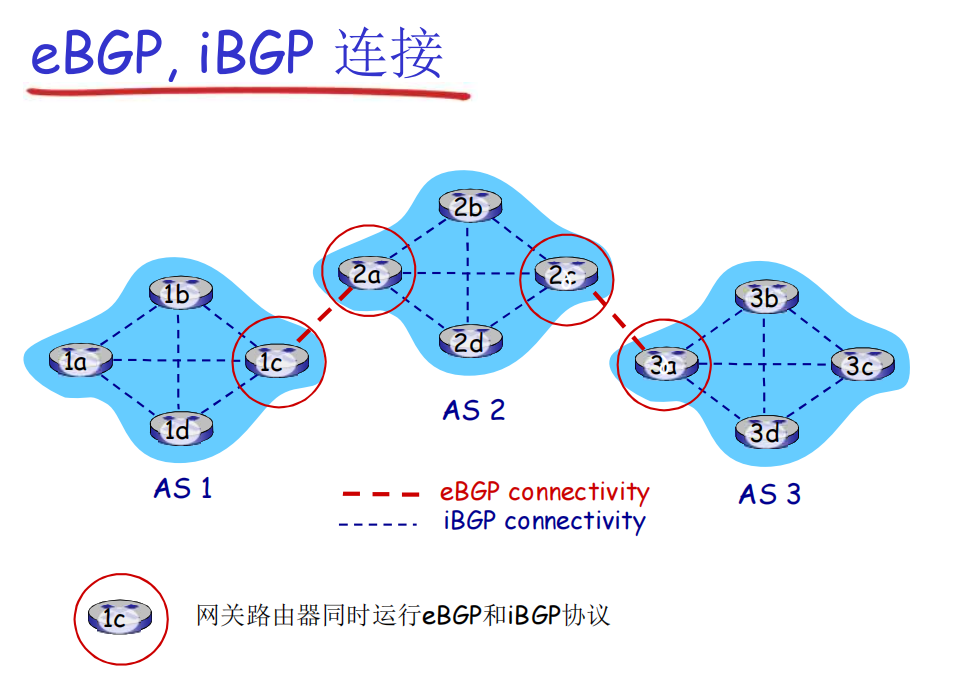 eBGP, iBGP 连接
2b
2a
2c
2d
1b
1a
1c
1d
3b
3a
3c
3d
AS 2
AS 1
AS 3
eBGP connectivity
iBGP connectivity
1c
网关路由器同时运行eBGP和iBGP协议